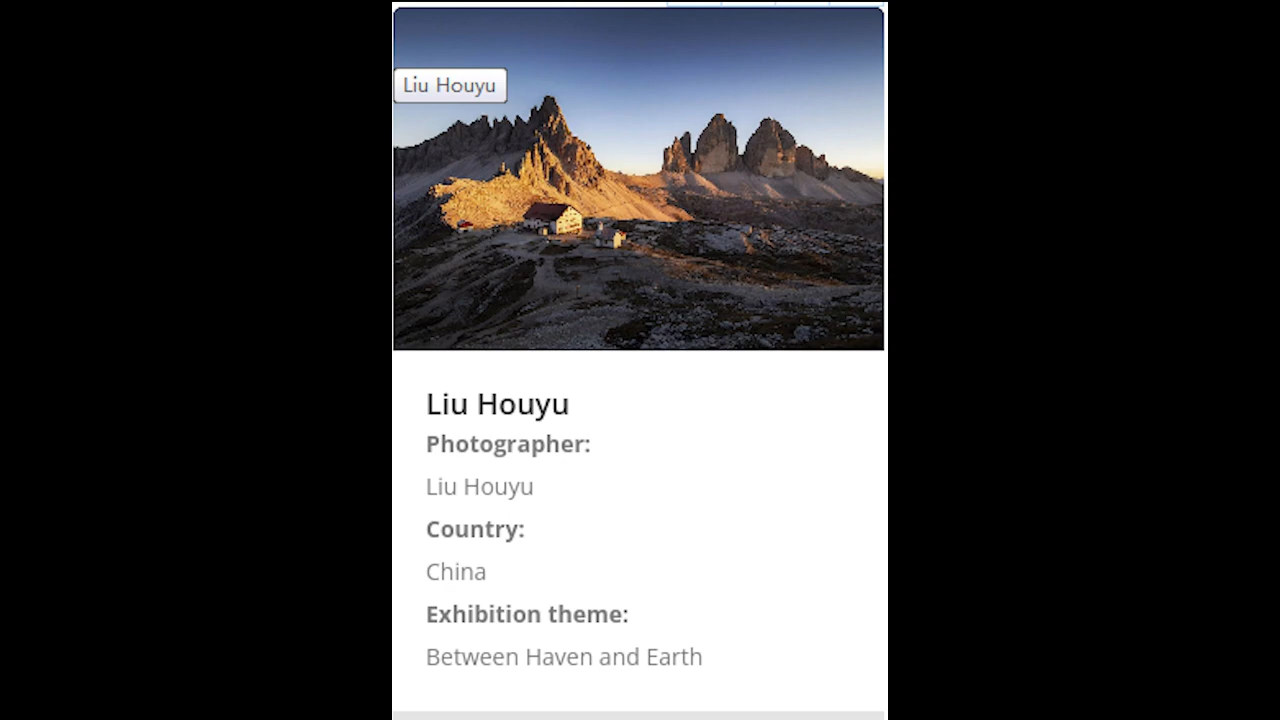 Liu Houyu
Liu Houyu
Photographer:
Liu Houyu
Country:
China
Exhibition theme:
Between Haven and Earth